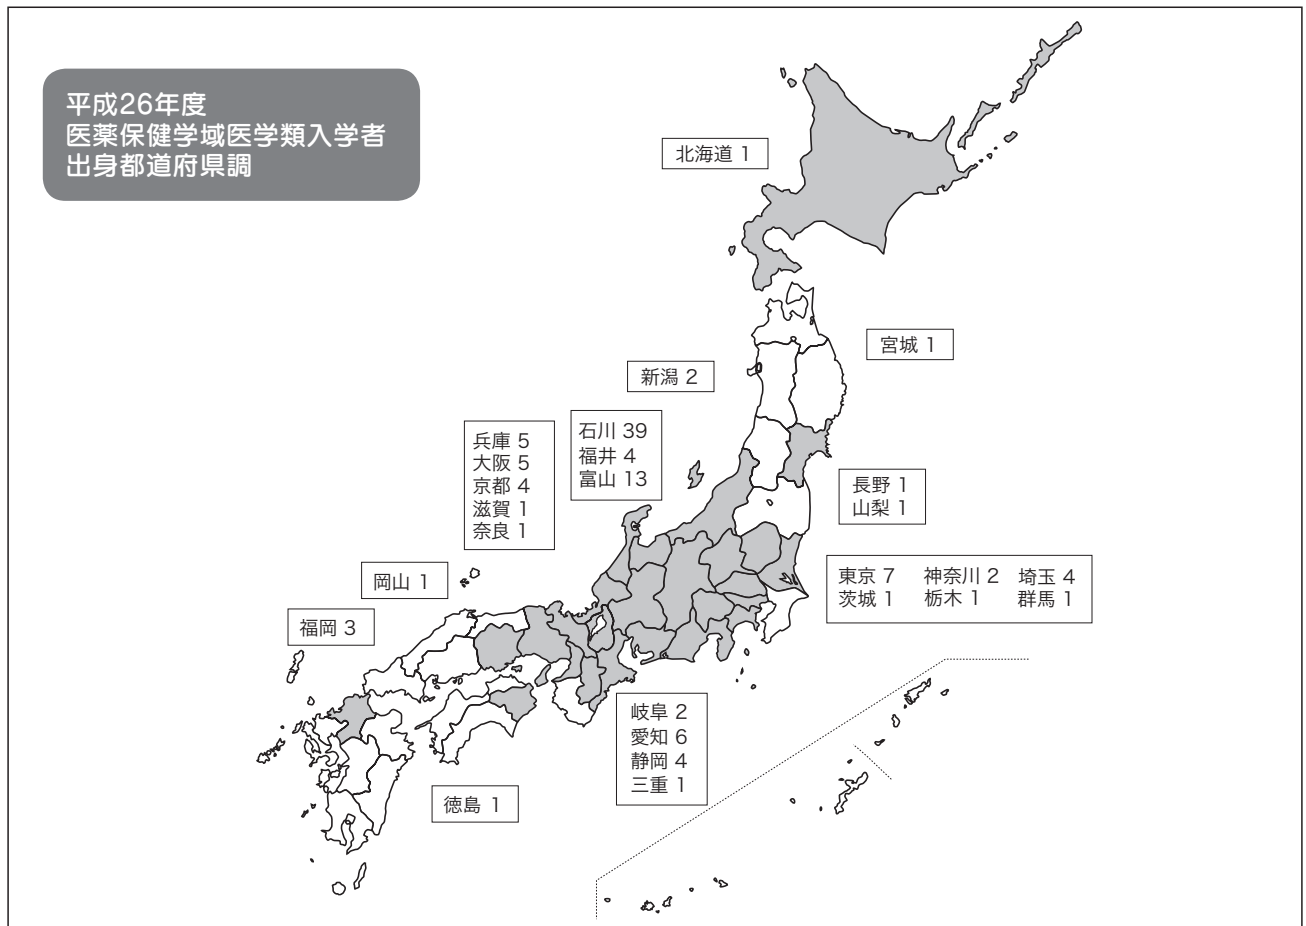 平成26年度
医薬保健学域医学類入学者
出身都道府県調
北海道 1
宮城 1
新潟 2
石川 39
福井 4
富山 13
兵庫 5
大阪 5
京都 4
滋賀 1
奈良 1
長野 1
山梨 1
東京 7 神奈川 2 埼玉 4
茨城 1 栃木 1 群馬 1
岡山 1
福岡 3
岐阜 2
愛知 6
静岡 4
三重 1
徳島 1